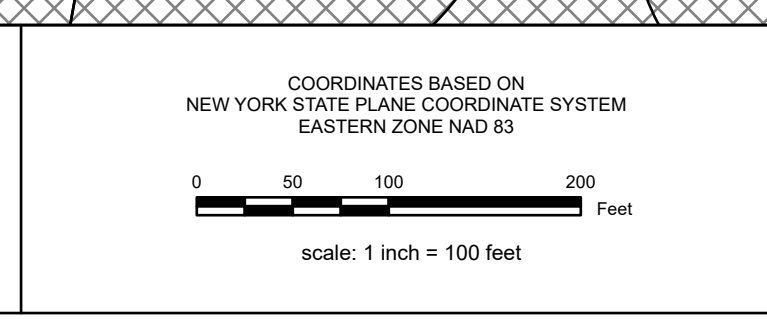 COORDINATES BASED ON
NEW YORK STATE PLANE COORDINATE SYSTEM
EASTERN ZONE NAD 83
0 50 100 200
Feet
scale: 1 inch = 100 feet